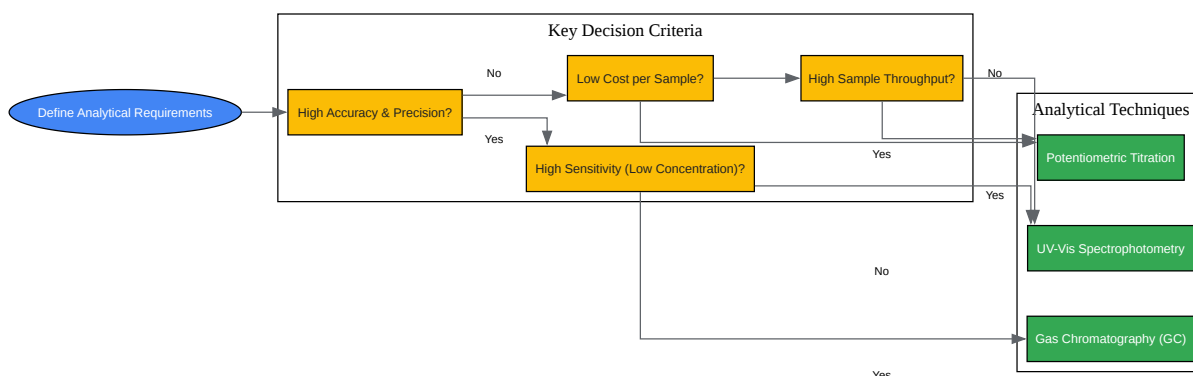 Key Decision Criteria
No
Low Cost per Sample?
High Sample Throughput?
No
Define Analytical Requirements
High Accuracy & Precision?
Analytical Techniques
Yes
High Sensitivity (Low Concentration)?
Yes
Potentiometric Titration
Yes
UV-Vis Spectrophotometry
No
Gas Chromatography (GC)
Yes